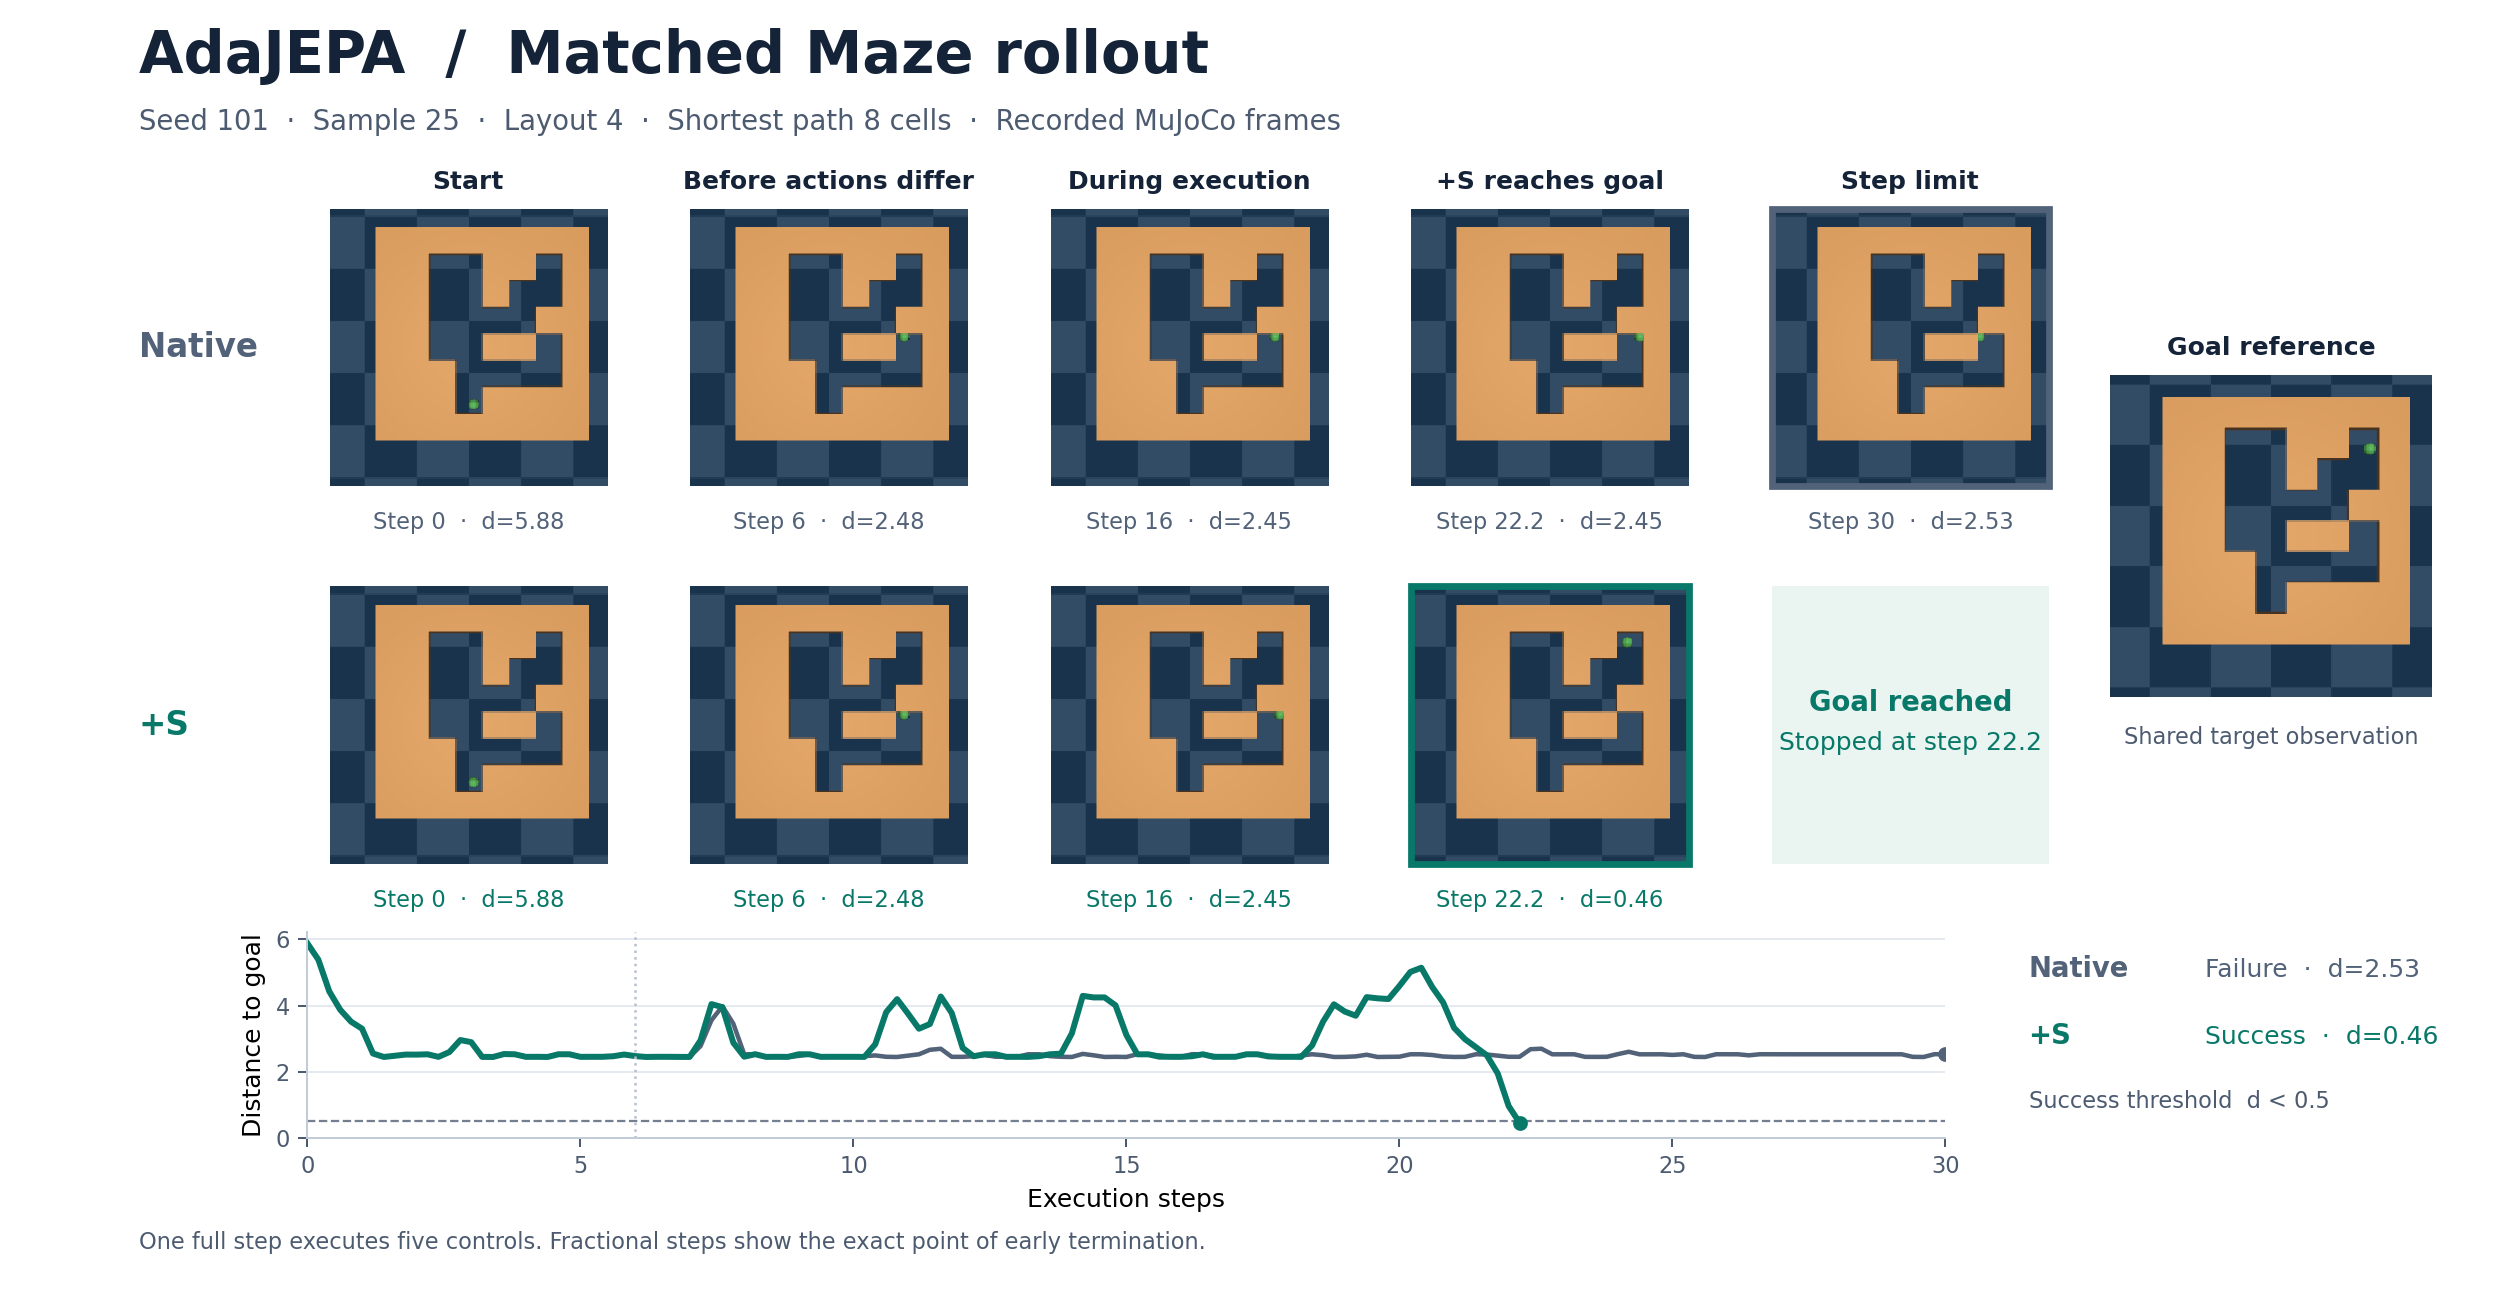 AdaJEPA / Matched Maze rollout
Seed 101 · Sample 25 · Layout 4 · Shortest path 8 cells · Recorded MuJoCo frames
Start
Before actions differ
During execution
+S reaches goal
Step limit
Native
Goal reference
Step 0 · d=5.88
Step 6 · d=2.48
Step 16 · d=2.45
Step 22.2 · d=2.45
Step 30 · d=2.53
+S
Goal reached
Stopped at step 22.2
Shared target observation
Step 0 · d=5.88
Step 6 · d=2.48
Step 16 · d=2.45
Step 22.2 · d=0.46
Distance to goal
6
4
2
0
0 5 10 15 20 25 30
Execution steps
Native Failure · d=2.53
+S Success · d=0.46
Success threshold d < 0.5
One full step executes five controls. Fractional steps show the exact point of early termination.